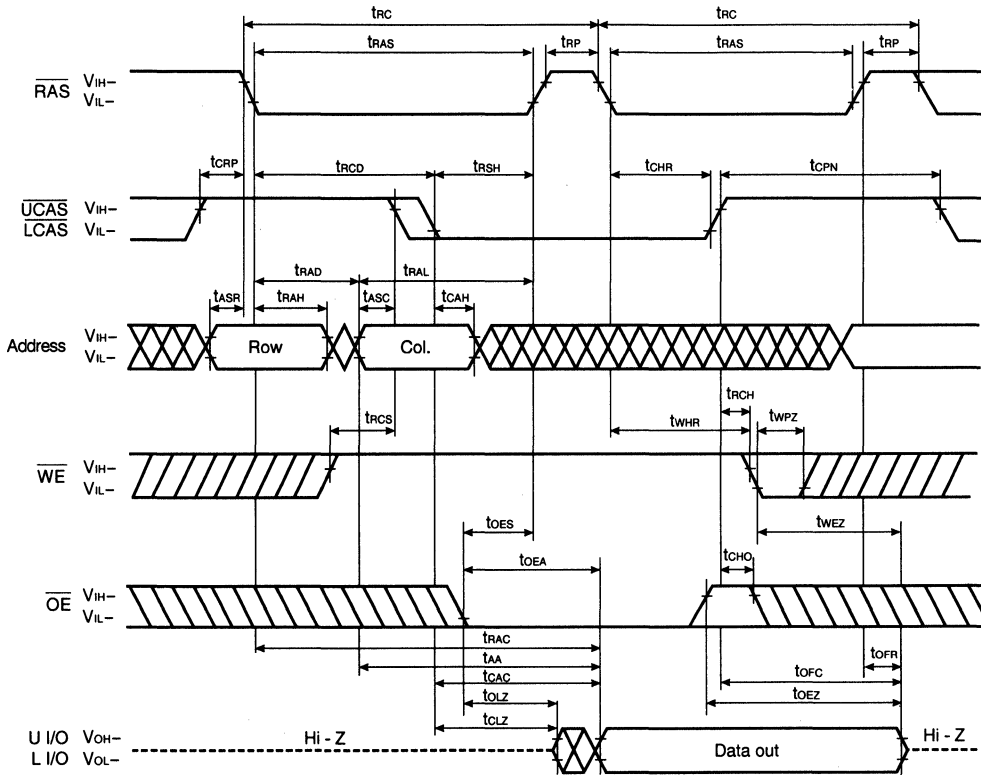 tRC tRC
tRAS tRP tRAS tRP
RAS VIH–
VIL–
tCRP tRCD tRSH tCHR tCPN
UCAS VIH–
LCAS VIL–
tRAD tRAL
tASR tRAH tASC tCAH
Address VIH–
VIL–
Row Col.
tRCH
tRCS tWHR tWPZ
WE VIH–
VIL–
tOES tWEZ
tOEA tCHO
OE VIH–
VIL–
tRAC
tAA tOFR
tCAC tOFC
tOLZ tOEZ
tCLZ
U I/O VOH–
L I/O VOL–
Hi - Z Data out Hi - Z